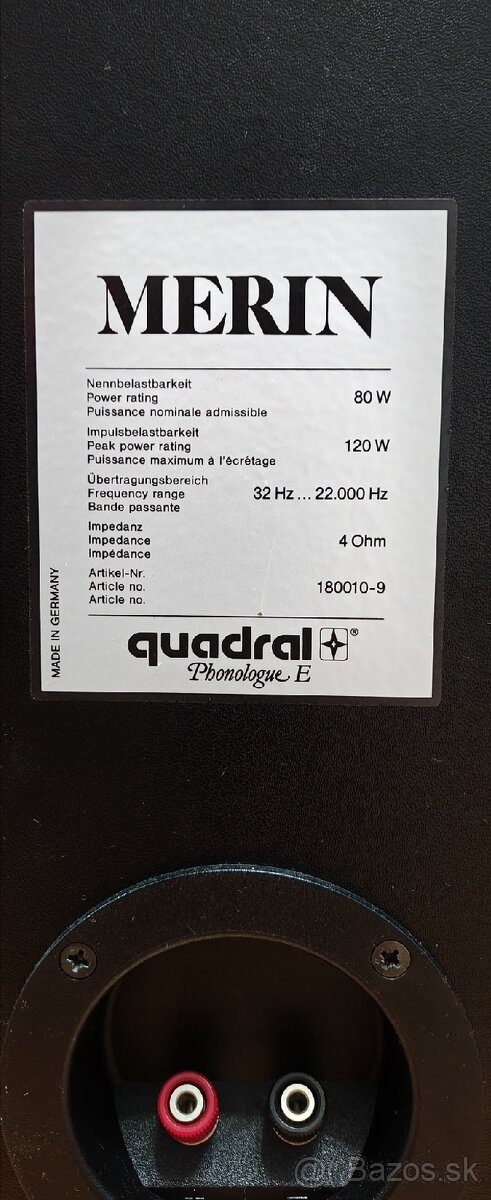 MERIN
Nennbelastbarkeit
Power rating 80 W
Puissance nominale admissible
Impulsbelastbarkeit
Peak power rating 120 W
Puissance maximum à l'écrêtage
Übertragungsbereich
Frequency range 32 Hz ... 22.000 Hz
Bande passante
Impedanz
Impedance 4 Ohm
Impédance
Artikel-Nr.
Article no. 180010-9
Article no.
MADE IN GERMANY
quadral®
Phonologue E
Bazos.sk